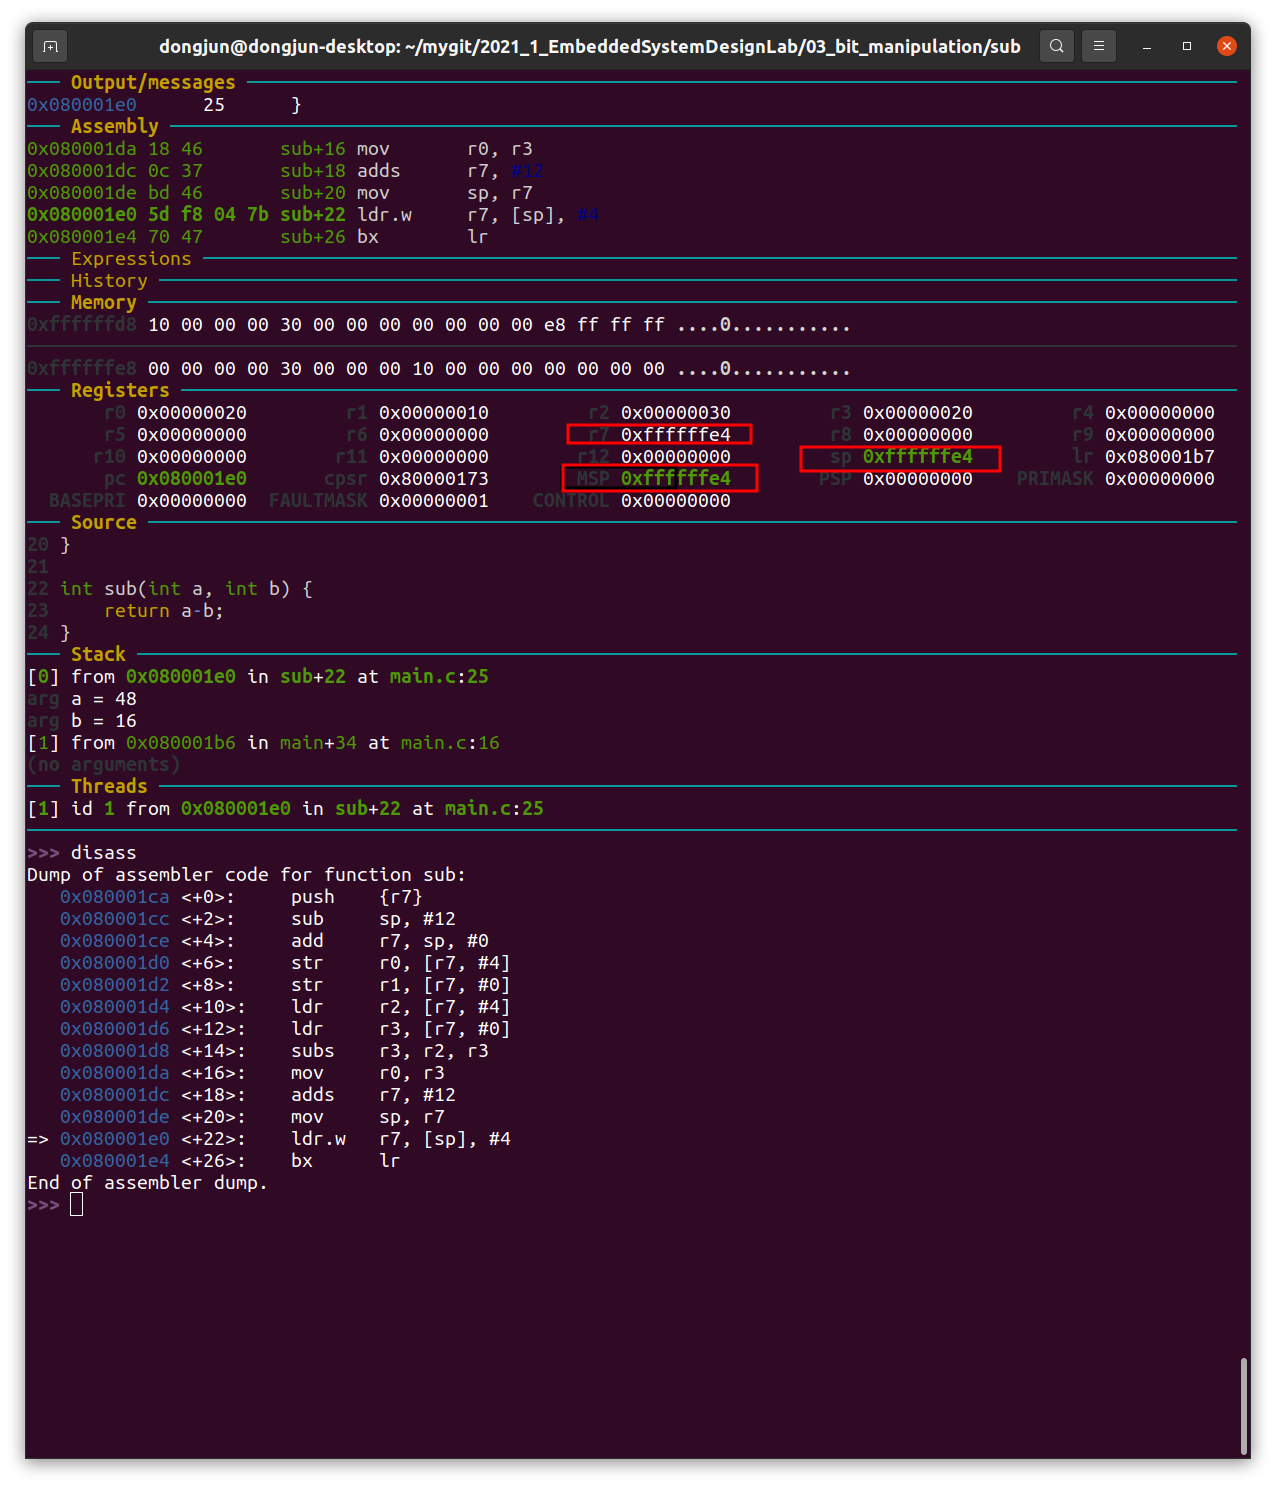 dongjun@dongjun-desktop: ~/mygit/2021_1_EmbeddedSystemDesignLab/03_bit_manipulation/sub
Output/messages
0x080001e0 25 }
Assembly
0x080001da 18 46 sub+16 mov r0, r3
0x080001dc 0c 37 sub+18 adds r7, #12
0x080001de bd 46 sub+20 mov sp, r7
0x080001e0 5d f8 04 7b sub+22 ldr.w r7, [sp], #4
0x080001e4 70 47 sub+26 bx lr
Expressions
History
Memory
0xffffffd8 10 00 00 00 30 00 00 00 00 00 00 00 e8 ff ff ff ....0...........
0xffffffe8 00 00 00 00 30 00 00 00 10 00 00 00 00 00 00 00 ....0...........
Registers
r0 0x00000020 r1 0x00000010 r2 0x00000030 r3 0x00000020 r4 0x00000000
r5 0x00000000 r6 0x00000000 r7 0xffffffe4 r8 0x00000000 r9 0x00000000
r10 0x00000000 r11 0x00000000 r12 0x00000000 sp 0xffffffe4 lr 0x080001b7
pc 0x080001e0 cpsr 0x80000173 MSP 0xffffffe4 PSP 0x00000000 PRIMASK 0x00000000
BASEPRI 0x00000000 FAULTMASK 0x00000001 CONTROL 0x00000000
Source
20 }
21
22 int sub(int a, int b) {
23 return a-b;
24 }
Stack
[0] from 0x080001e0 in sub+22 at main.c:25
arg a = 48
arg b = 16
[1] from 0x080001b6 in main+34 at main.c:16
(no arguments)
Threads
[1] id 1 from 0x080001e0 in sub+22 at main.c:25
>>> disass
Dump of assembler code for function sub:
0x080001ca <+0>: push {r7}
0x080001cc <+2>: sub sp, #12
0x080001ce <+4>: add r7, sp, #0
0x080001d0 <+6>: str r0, [r7, #4]
0x080001d2 <+8>: str r1, [r7, #0]
0x080001d4 <+10>: ldr r2, [r7, #4]
0x080001d6 <+12>: ldr r3, [r7, #0]
0x080001d8 <+14>: subs r3, r2, r3
0x080001da <+16>: mov r0, r3
0x080001dc <+18>: adds r7, #12
0x080001de <+20>: mov sp, r7
=> 0x080001e0 <+22>: ldr.w r7, [sp], #4
0x080001e4 <+26>: bx lr
End of assembler dump.
>>>